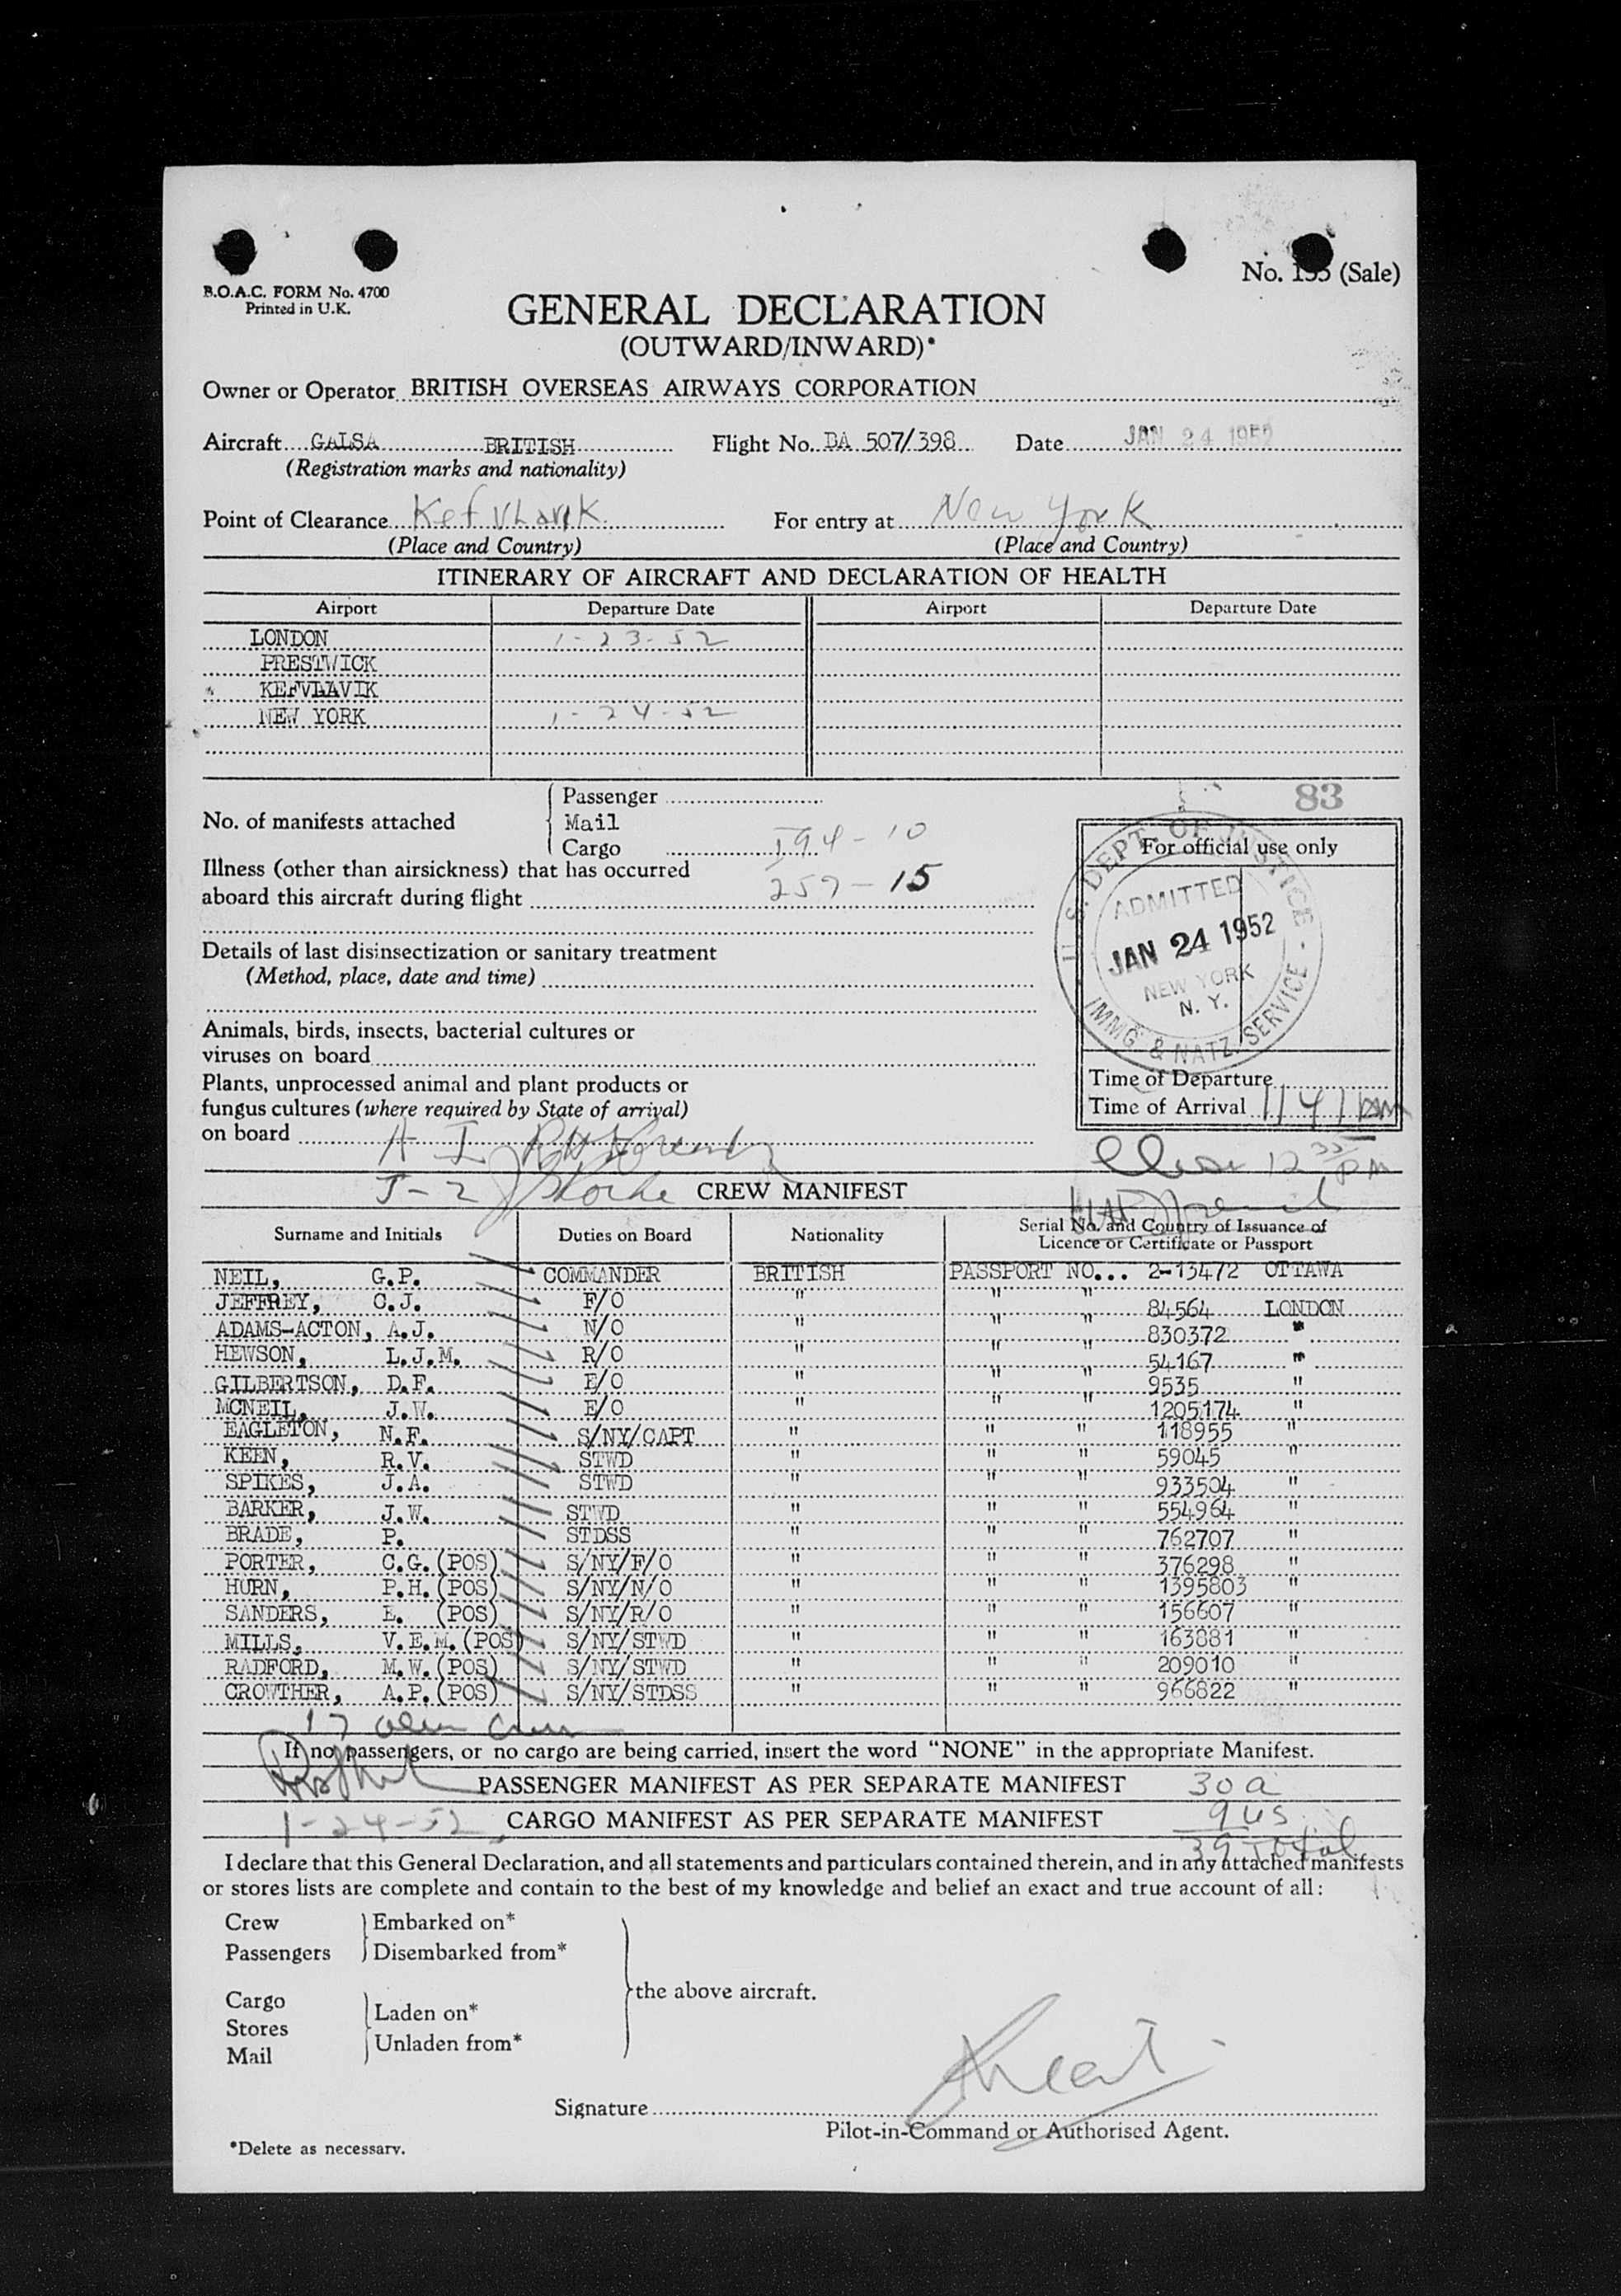 No. 135 (Sale)
B.O.A.C. FORM No. 4700
Printed in U.K.
GENERAL DECLARATION
(OUTWARD/INWARD)*
Owner or Operator BRITISH OVERSEAS AIRWAYS CORPORATION
Aircraft GALSA BRITISH Flight No. BA 507/398 Date JAN 24 1952
(Registration marks and nationality)
Point of Clearance Kefvlavik For entry at New York
(Place and Country) (Place and Country)
ITINERARY OF AIRCRAFT AND DECLARATION OF HEALTH
Airport Departure Date Airport Departure Date
LONDON 1-23-52
PRESTWICK
KEFVLAVIK
NEW YORK 1-24-52
83
No. of manifests attached
Passenger
Mail
Cargo 194-10
Illness (other than airsickness) that has occurred
aboard this aircraft during flight 257-15
Details of last disinsectization or sanitary treatment
(Method, place, date and time)
Animals, birds, insects, bacterial cultures or
viruses on board
Plants, unprocessed animal and plant products or
fungus cultures (where required by State of arrival)
on board
For official use only
U.S. DEPT. OF JUSTICE - IMMG. & NATZ. SERVICE
ADMITTED
JAN 24 1952
NEW YORK
N. Y.
Time of Departure
Time of Arrival 1141 AM
12 35 PM
A-I
J-2
CREW MANIFEST
Surname and Initials Duties on Board Nationality Serial No. and Country of Issuance of
Licence or Certificate or Passport
NEIL, G.P. COMMANDER BRITISH PASSPORT NO... 2-13472 OTTAWA
JEFFREY, C.J. F/O " " " 84564 LONDON
ADAMS-ACTON, A.J. N/O " " " 830372 "
HEWSON, L.J.M. R/O " " " 54167 "
GILBERTSON, D.F. E/O " " " 9535 "
MCNEIL, J.W. E/O " " " 1205174 "
EAGLETON, N.F. S/NY/CAPT " " " 118955 "
KEEN, R.V. STWD " " " 59045 "
SPIKES, J.A. STWD " " " 933504 "
BARKER, J.W. STWD " " " 554964 "
BRADE, P. STDSS " " " 762707 "
PORTER, C.G. (POS) S/NY/F/O " " " 376298 "
HURN, P.H. (POS) S/NY/N/O " " " 1395803 "
SANDERS, E. (POS) S/NY/R/O " " " 156607 "
MILLS, V.E.M. (POS) S/NY/STWD " " " 163881 "
RADFORD, M.W. (POS) S/NY/STWD " " " 209010 "
CROWTHER, A.P. (POS) S/NY/STDSS " " " 966822 "
17 alien Crew
If no passengers, or no cargo are being carried, insert the word "NONE" in the appropriate Manifest.
PASSENGER MANIFEST AS PER SEPARATE MANIFEST 30 a
1-24-52 CARGO MANIFEST AS PER SEPARATE MANIFEST 9 US
39 Total
I declare that this General Declaration, and all statements and particulars contained therein, and in any attached manifests
or stores lists are complete and contain to the best of my knowledge and belief an exact and true account of all:
Crew Embarked on*
Passengers Disembarked from*
the above aircraft.
Cargo
Stores Laden on*
Mail Unladen from*
Signature
Pilot-in-Command or Authorised Agent.
*Delete as necessary.